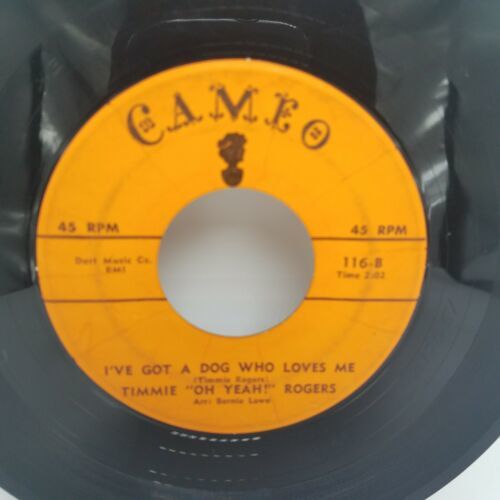 CAMEO
45 RPM
45 RPM
Dort Music Co.
BMI
116-B
Time 2:02
I'VE GOT A DOG WHO LOVES ME
(Timmie Rogers)
TIMMIE "OH YEAH!" ROGERS
Arr: Bernie Lowe